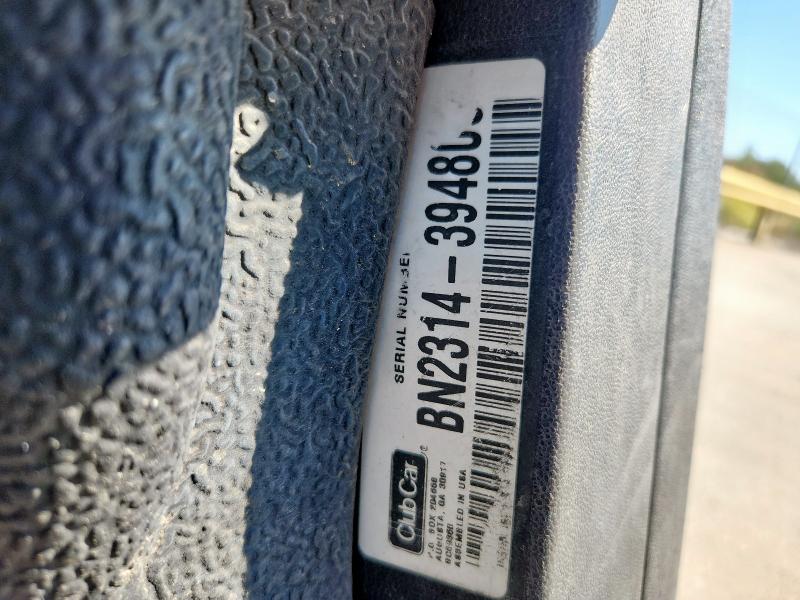 SERIAL NUMBER
BN2314-3948
Club Car®
P.O. BOX 204658
AUGUSTA, GA 30917
ASSEMBLED IN USA